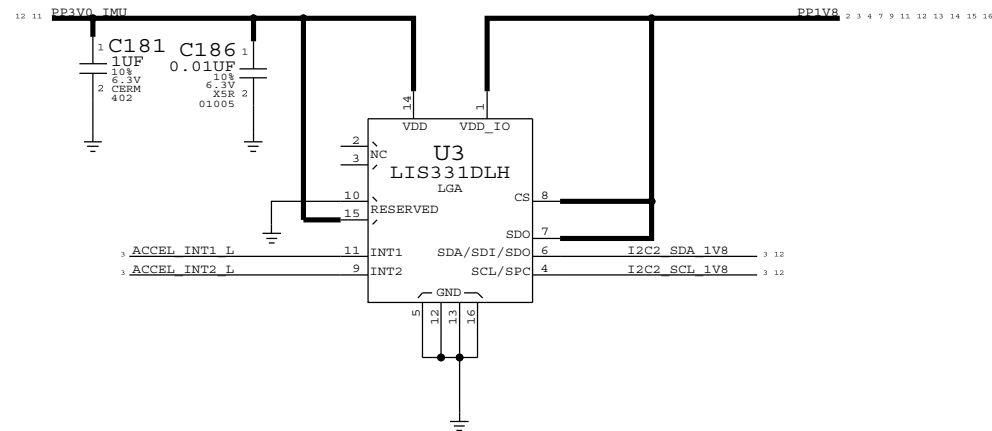 12 11 PP3V0_IMU
PP1V8 2 3 4 7 9 11 12 13 14 15 16
1 C181
1UF
10%
6.3V
2 CERM
402
C186 1
0.01UF
10%
6.3V
X5R 2
01005
14 1
VDD VDD_IO
2
NC
3
U3
LIS331DLH
LGA
10
RESERVED
15
CS 8
SDO 7
3 ACCEL_INT1_L 11 INT1
SDA/SDI/SDO 6 I2C2_SDA_1V8 3 12
3 ACCEL_INT2_L 9 INT2
SCL/SPC 4 I2C2_SCL_1V8 3 12
GND
5 12 13 16